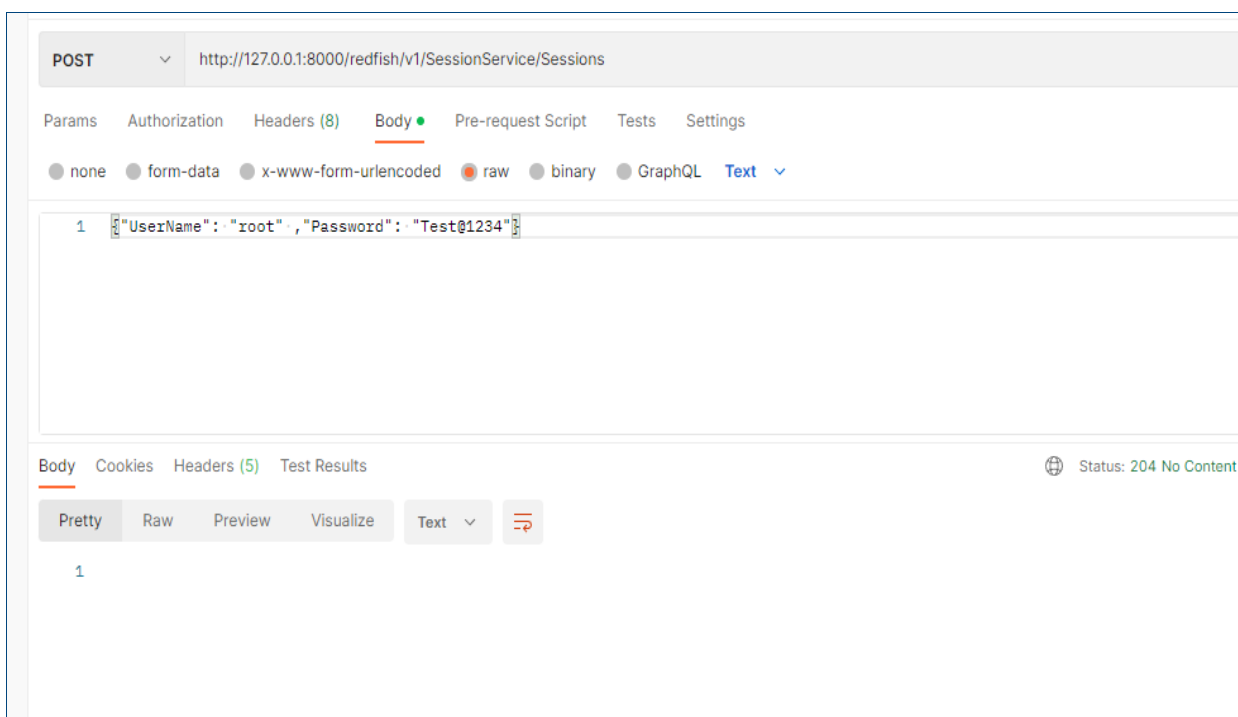 POST http://127.0.0.1:8000/redfish/v1/SessionService/Sessions
Params Authorization Headers (8) Body Pre-request Script Tests Settings
none form-data x-www-form-urlencoded raw binary GraphQL Text
1 {"UserName": "root" ,"Password": "Test@1234"}
Body Cookies Headers (5) Test Results Status: 204 No Content
Pretty Raw Preview Visualize Text
1